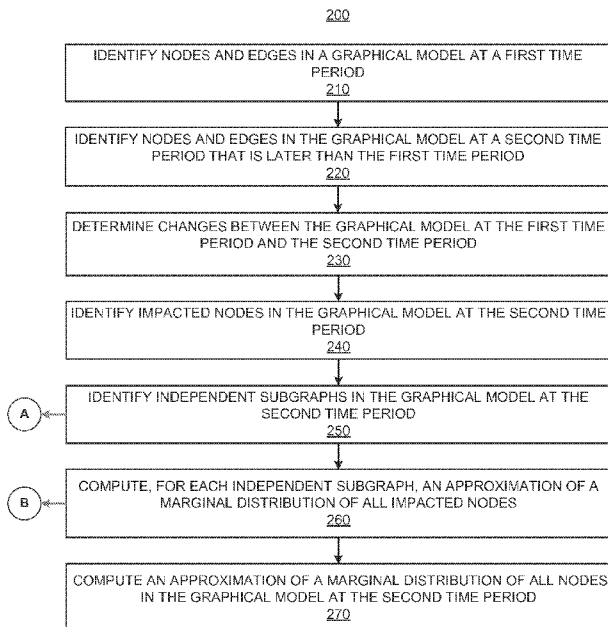 200
IDENTIFY NODES AND EDGES IN A GRAPHICAL MODEL AT A FIRST TIME
PERIOD
210
IDENTIFY NODES AND EDGES IN THE GRAPHICAL MODEL AT A SECOND TIME
PERIOD THAT IS LATER THAN THE FIRST TIME PERIOD
220
DETERMINE CHANGES BETWEEN THE GRAPHICAL MODEL AT THE FIRST TIME
PERIOD AND THE SECOND TIME PERIOD
230
IDENTIFY IMPACTED NODES IN THE GRAPHICAL MODEL AT THE SECOND TIME
PERIOD
240
A
IDENTIFY INDEPENDENT SUBGRAPHS IN THE GRAPHICAL MODEL AT THE
SECOND TIME PERIOD
250
B
COMPUTE, FOR EACH INDEPENDENT SUBGRAPH, AN APPROXIMATION OF A
MARGINAL DISTRIBUTION OF ALL IMPACTED NODES
260
COMPUTE AN APPROXIMATION OF A MARGINAL DISTRIBUTION OF ALL NODES
IN THE GRAPHICAL MODEL AT THE SECOND TIME PERIOD
270